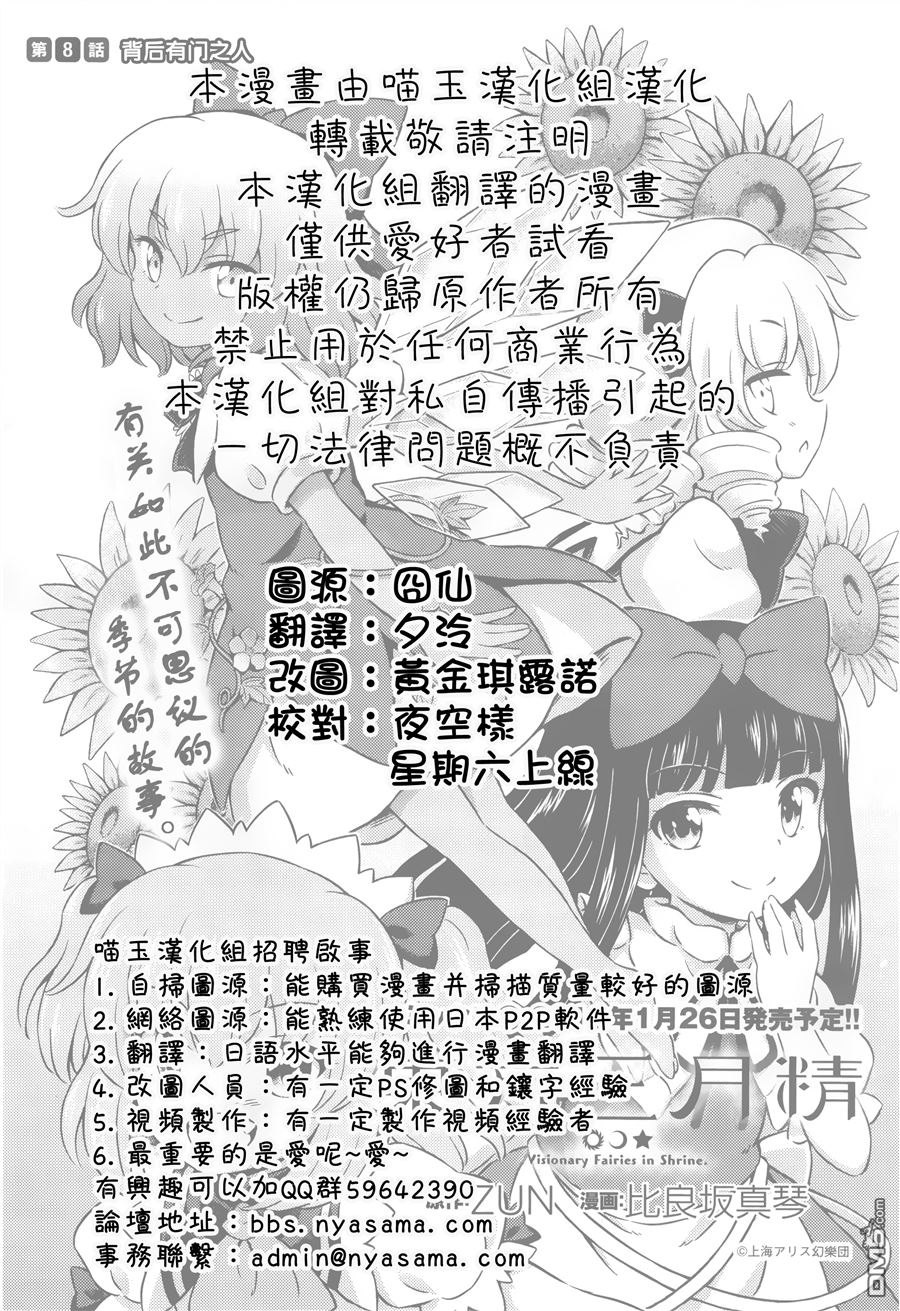 第8話 背后有门之人
本漫畫由喵玉漢化組漢化
轉載敬請注明
本漢化組翻譯的漫畫
僅供愛好者試看
版權仍歸原作者所有
禁止用於任何商業行為
本漢化組對私自傳播引起的
一切法律問題概不負責
有关如此不可思议的
季节的故事。
圖源：囧仙
翻譯：夕泠
改圖：黃金琪露諾
校對：夜空樣
星期六上線
喵玉漢化組招聘啟事
1. 自掃圖源：能購買漫畫并掃描質量較好的圖源
2. 網絡圖源：能熟練使用日本P2P軟件
3. 翻譯：日語水平能夠進行漫畫翻譯
4. 改圖人員：有一定PS修圖和鑲字經驗
5. 視頻製作：有一定製作視頻經驗者
6. 最重要的是愛呢~愛~
有興趣可以加QQ群59642390
論壇地址：bbs.nyasama.com
事務聯繫：admin@nyasama.com
年1月26日発売予定!!
三月精
Visionary Fairies in Shrine.
ZUN 漫画:比良坂真琴
©上海アリス幻樂団
DM5.com